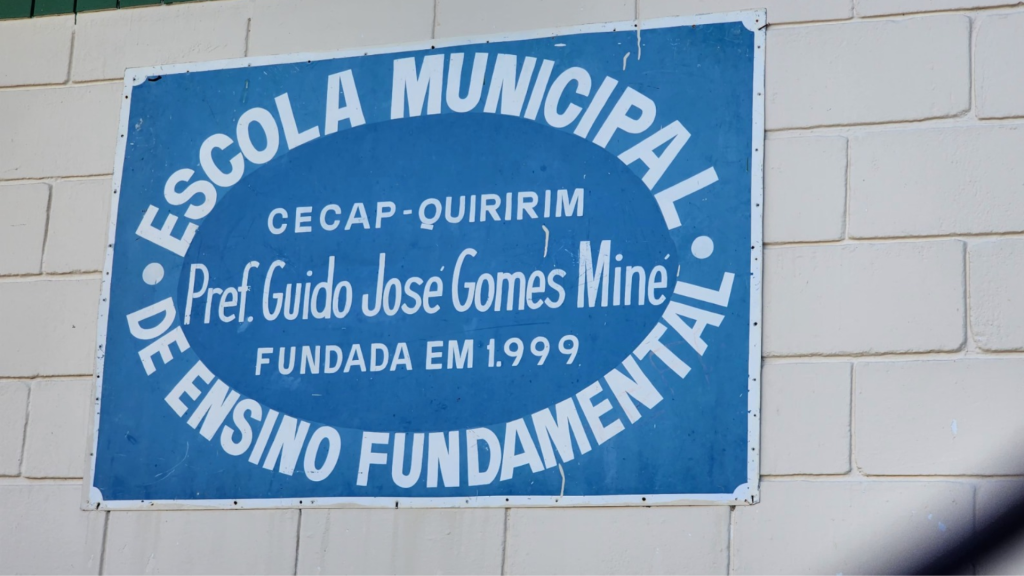 ESCOLA MUNICIPAL
CECAP-QUIRIRIM
Pref. Guido José Gomes Miné
FUNDADA EM 1.999
DE ENSINO FUNDAMENTAL